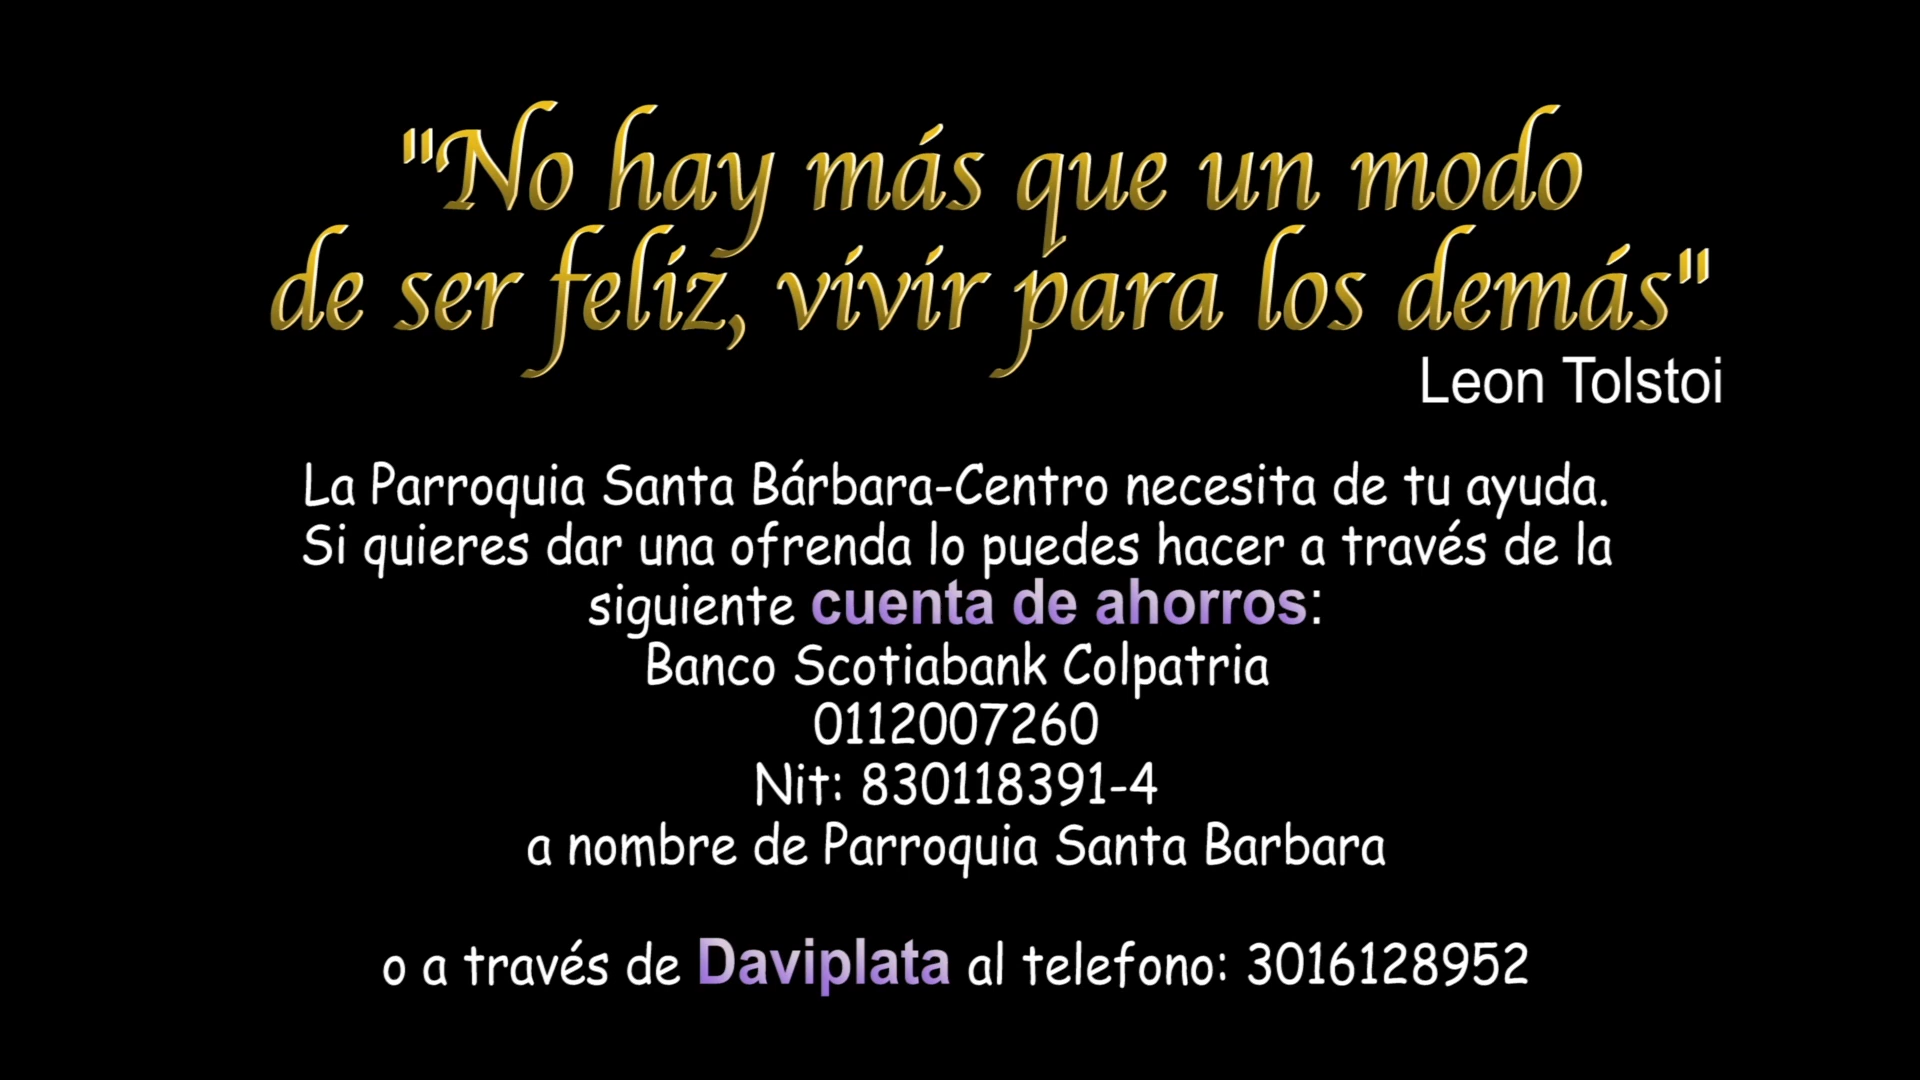 "No hay más que un modo
de ser feliz, vivir para los demás"
Leon Tolstoi
La Parroquia Santa Bárbara-Centro necesita de tu ayuda.
Si quieres dar una ofrenda lo puedes hacer a través de la
siguiente cuenta de ahorros:
Banco Scotiabank Colpatria
0112007260
Nit: 830118391-4
a nombre de Parroquia Santa Barbara
o a través de Daviplata al telefono: 3016128952